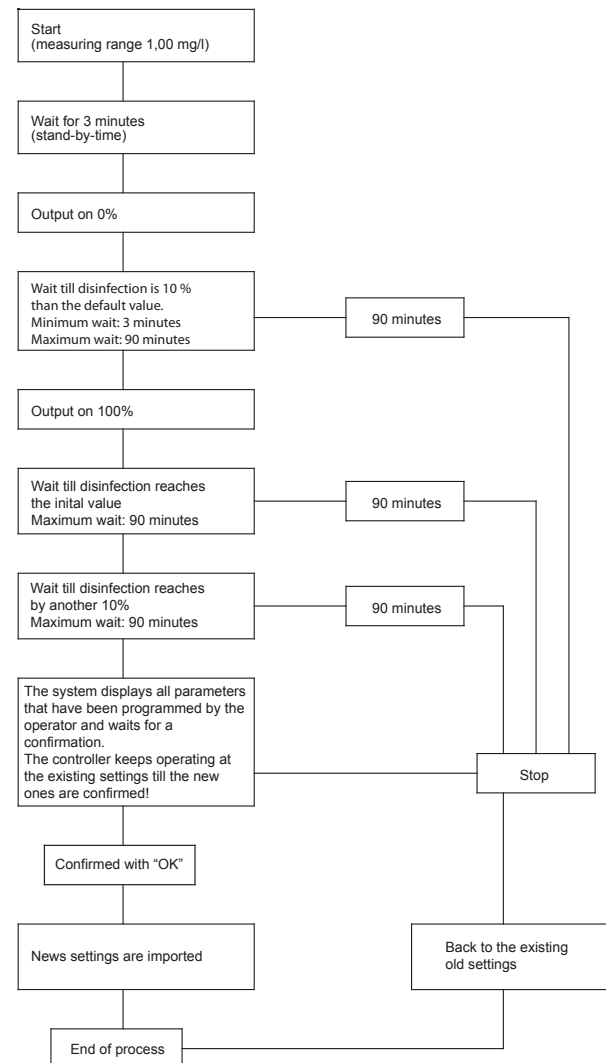 Start
(measuring range 1,00 mg/l)
Wait for 3 minutes
(stand-by-time)
Output on 0%
Wait till disinfection is 10 %
than the default value.
Minimum wait: 3 minutes
Maximum wait: 90 minutes
90 minutes
Output on 100%
Wait till disinfection reaches
the inital value
Maximum wait: 90 minutes
90 minutes
Wait till disinfection reaches
by another 10%
Maximum wait: 90 minutes
90 minutes
The system displays all parameters
that have been programmed by the
operator and waits for a
confirmation.
The controller keeps operating at
the existing settings till the new
ones are confirmed!
Stop
Confirmed with “OK”
News settings are imported
Back to the existing
old settings
End of process